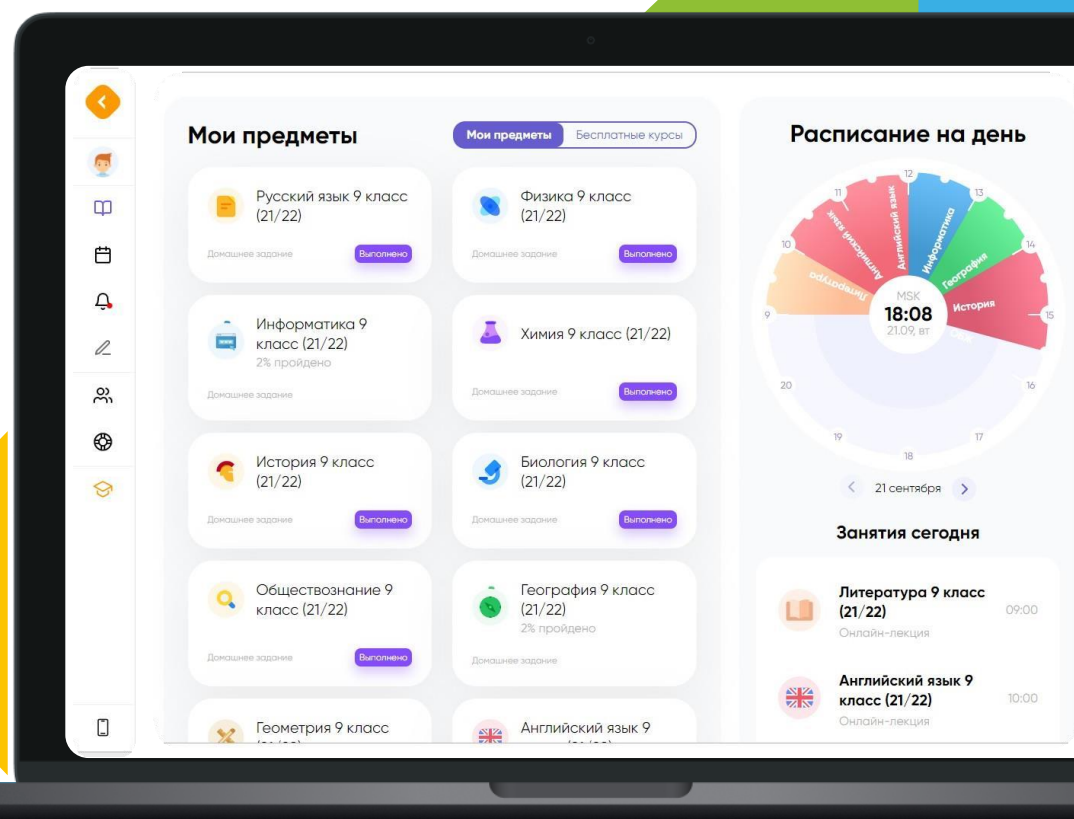 Мои предметы
Мои предметы
Бесплатные курсы
Русский язык 9 класс
(21/22)
Домашнее задание
Выполнено
Физика 9 класс
(21/22)
Домашнее задание
Выполнено
Информатика 9
класс (21/22)
2% пройдено
Домашнее задание
Химия 9 класс (21/22)
Домашнее задание
Выполнено
История 9 класс
(21/22)
Домашнее задание
Выполнено
Биология 9 класс
(21/22)
Домашнее задание
Выполнено
Обществознание 9
класс (21/22)
Домашнее задание
Выполнено
География 9 класс
(21/22)
2% пройдено
Домашнее задание
Геометрия 9 класс
Английский язык 9
Расписание на день
9
10
11
12
13
14
15
16
17
18
19
20
Литература
Английский язык
Английский язык
Информатика
География
История
MSK
18:08
21.09, вт
21 сентября
Занятия сегодня
Литература 9 класс
(21/22)
09:00
Онлайн-лекция
Английский язык 9
класс (21/22)
10:00
Онлайн-лекция